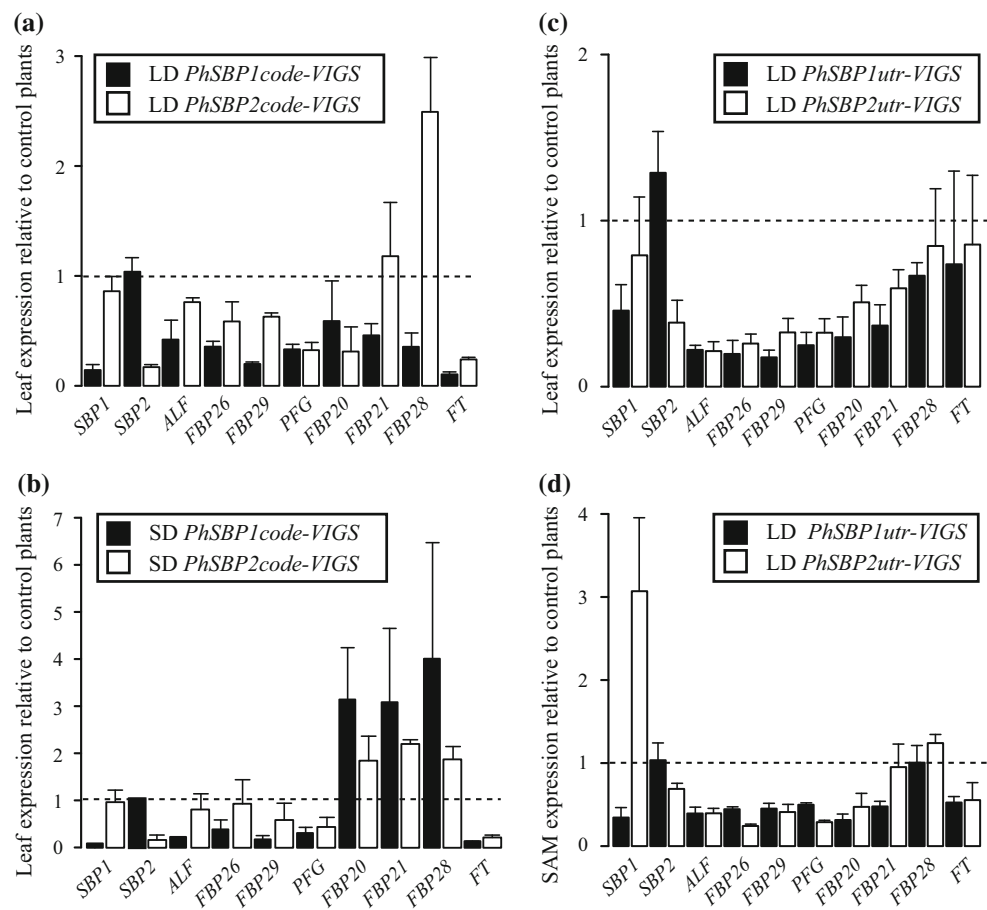 (a)
Leaf expression relative to control plants
3
2
1
0
LD PhSBP1code-VIGS
LD PhSBP2code-VIGS
SBP1 SBP2 ALF FBP26 FBP29 PFG FBP20 FBP21 FBP28 FT
(c)
Leaf expression relative to control plants
2
1
0
LD PhSBP1utr-VIGS
LD PhSBP2utr-VIGS
SBP1 SBP2 ALF FBP26 FBP29 PFG FBP20 FBP21 FBP28 FT
(b)
Leaf expression relative to control plants
7
6
5
4
3
2
1
0
SD PhSBP1code-VIGS
SD PhSBP2code-VIGS
SBP1 SBP2 ALF FBP26 FBP29 PFG FBP20 FBP21 FBP28 FT
(d)
SAM expression relative to control plants
4
3
2
1
0
LD PhSBP1utr-VIGS
LD PhSBP2utr-VIGS
SBP1 SBP2 ALF FBP26 FBP29 PFG FBP20 FBP21 FBP28 FT